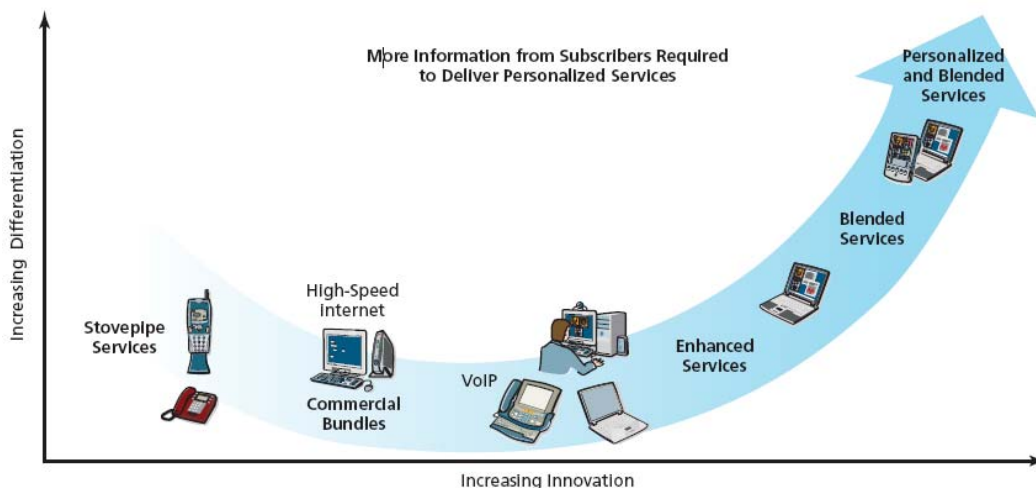 More Information from Subscribers Required
to Deliver Personalized Services
Personalized
and Blended
Services
Increasing Differentiation
Blended
Services
High-Speed
internet
Stovepipe
Services
Enhanced
Services
VoIP
Commercial
Bundles
Increasing Innovation